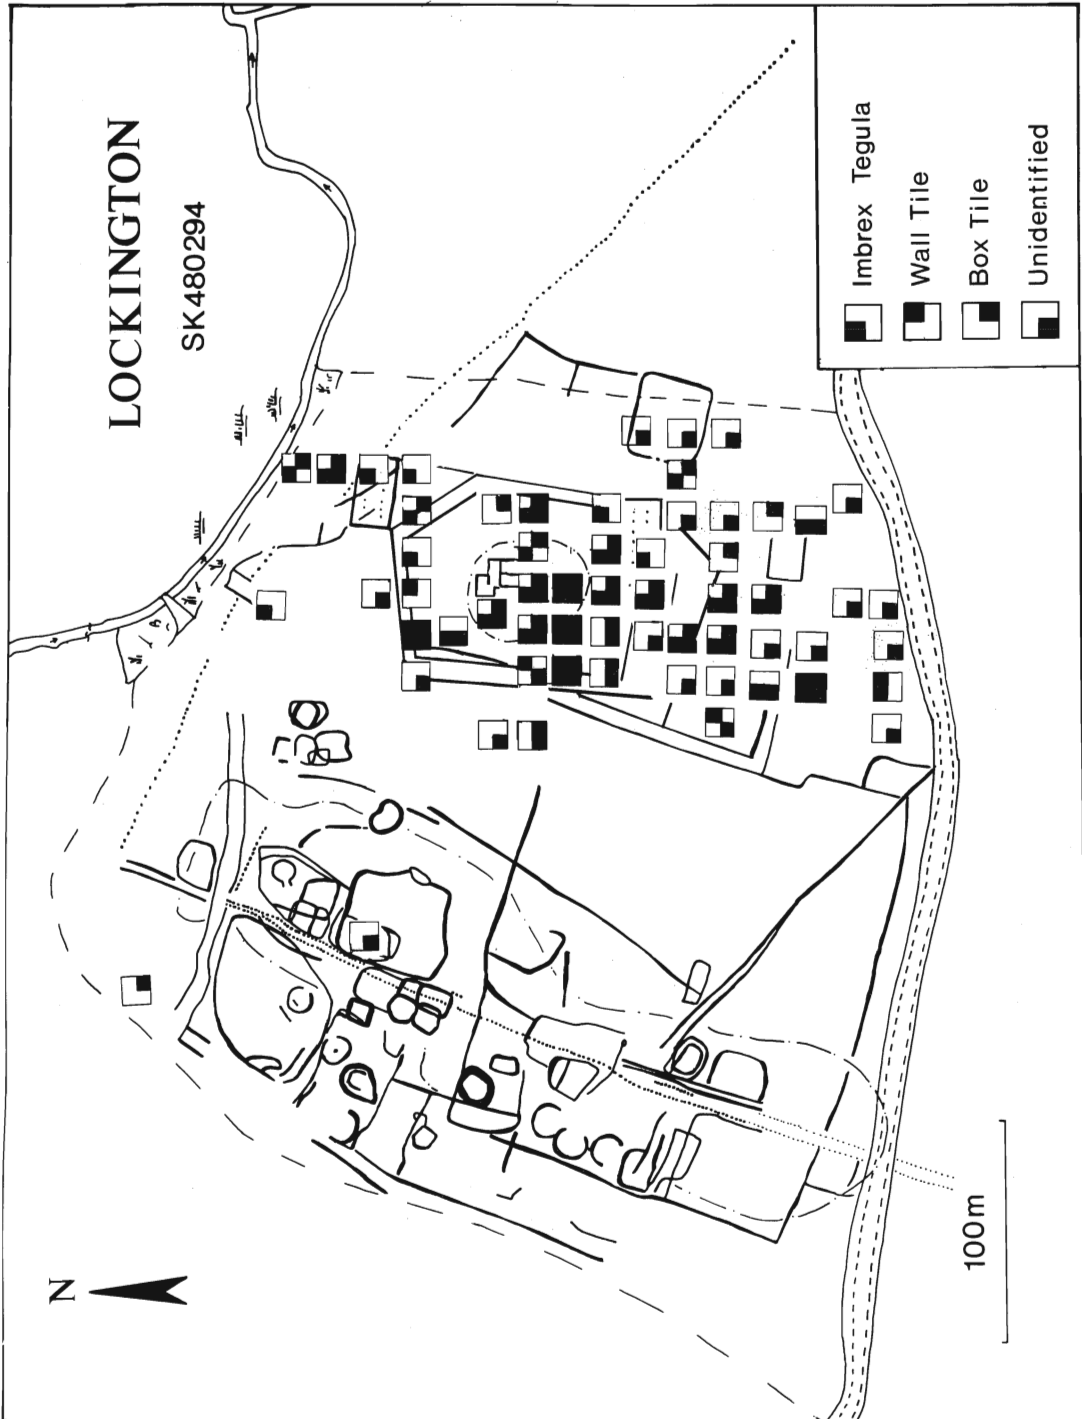 LOCKINGTON
SK480294
Imbrex Tegula
Wall Tile
Box Tile
Unidentified
N
100m